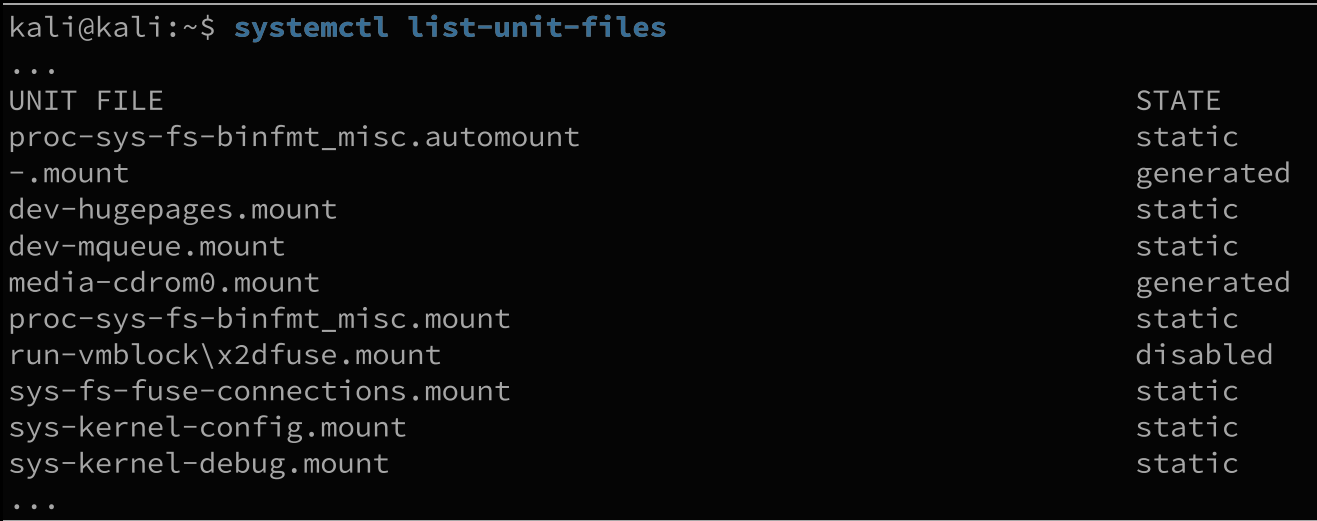 kali@kali:~$ systemctl list-unit-files
...
UNIT FILE STATE
proc-sys-fs-binfmt_misc.automount static
-.mount generated
dev-hugepages.mount static
dev-mqueue.mount static
media-cdrom0.mount generated
proc-sys-fs-binfmt_misc.mount static
run-vmblock\x2dfuse.mount disabled
sys-fs-fuse-connections.mount static
sys-kernel-config.mount static
sys-kernel-debug.mount static
...